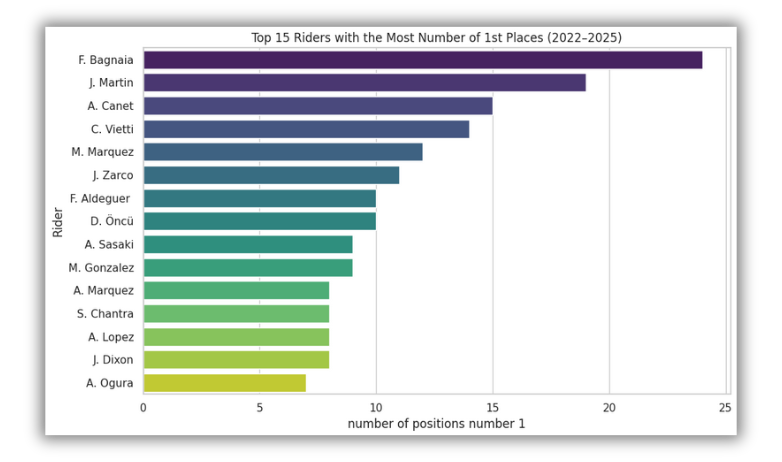 Top 15 Riders with the Most Number of 1st Places (2022–2025)
Rider
F. Bagnaia
J. Martin
A. Canet
C. Vietti
M. Marquez
J. Zarco
F. Aldeguer
D. Öncü
A. Sasaki
M. Gonzalez
A. Marquez
S. Chantra
A. Lopez
J. Dixon
A. Ogura
0 5 10 15 20 25
number of positions number 1